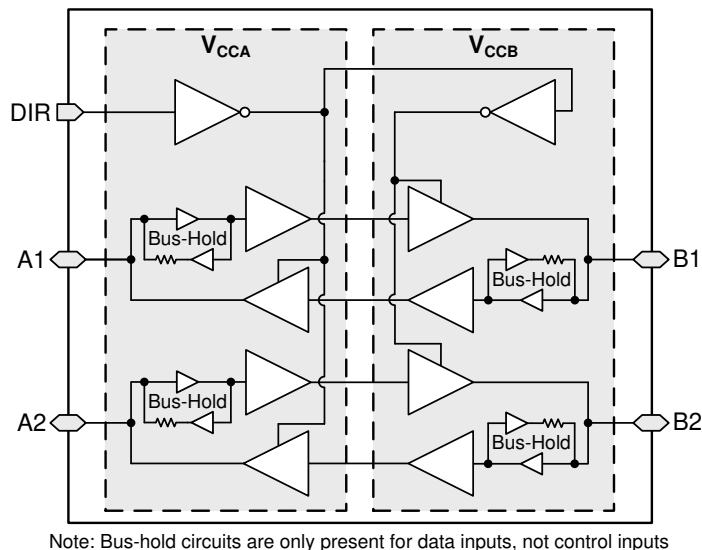 VCCA
VCCB
DIR
Bus-Hold
A1
B1
Bus-Hold
Bus-Hold
A2
B2
Bus-Hold
Note: Bus-hold circuits are only present for data inputs, not control inputs